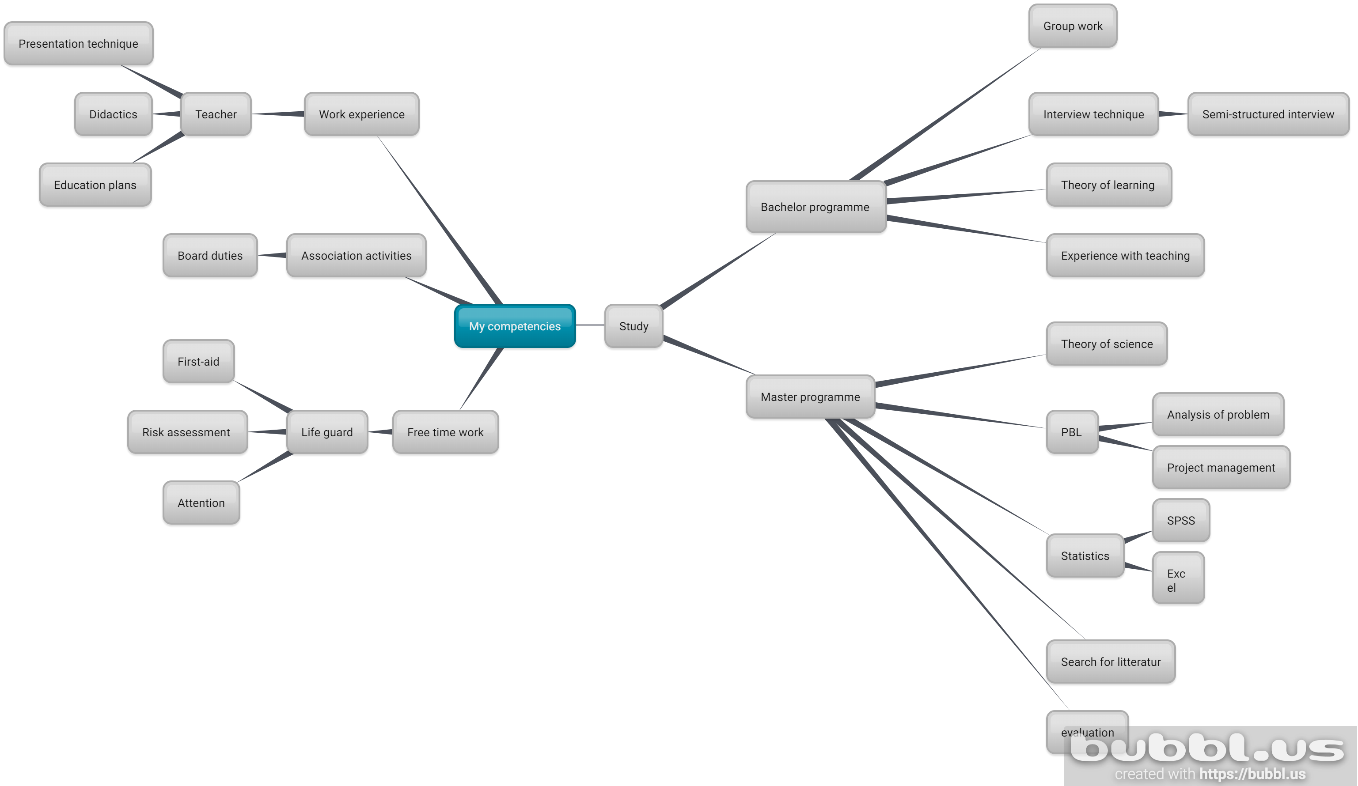 Presentation technique
Didactics
Education plans
Teacher
Work experience
Board duties
Association activities
First-aid
Risk assessment
Attention
Life guard
Free time work
My competencies
Study
Bachelor programme
Group work
Interview technique
Semi-structured interview
Theory of learning
Experience with teaching
Master programme
Theory of science
PBL
Analysis of problem
Project management
Statistics
SPSS
Exc
el
Search for litteratur
evaluation
bubbl.us
created with https://bubbl.us